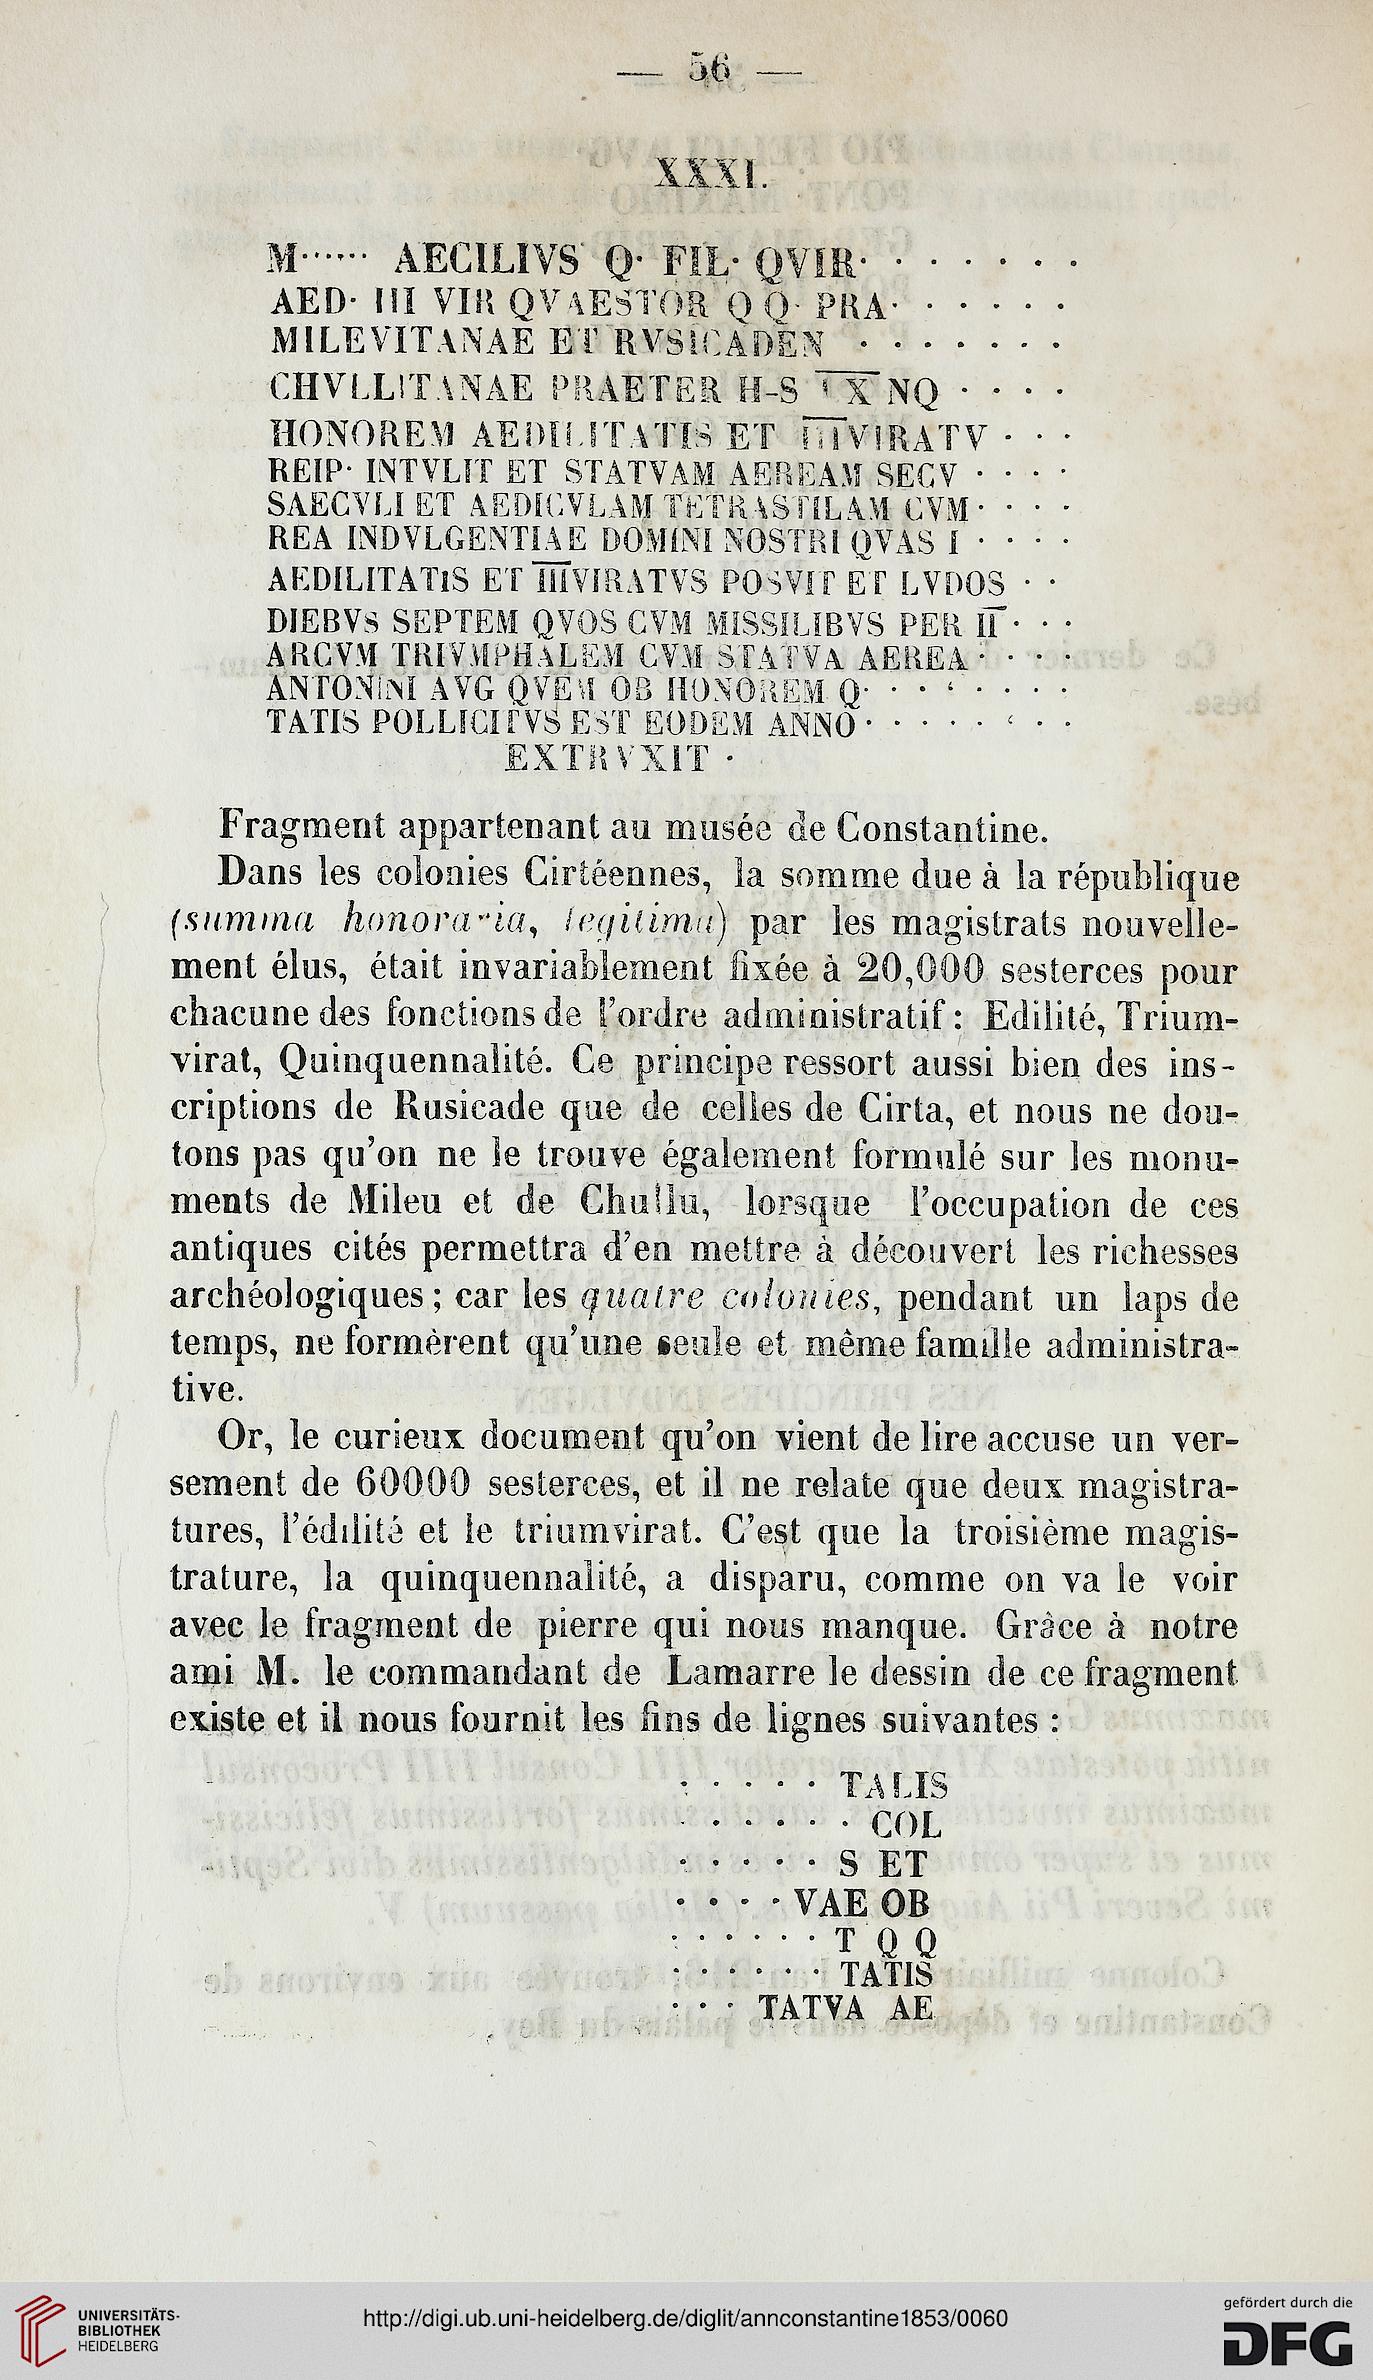 — 56 —
XXXI.
M······ AECILIVS Q· FIL· QVIR· · · · · · ·
AED· III VIR QVAESTOR Q Q· PRA· · · · · ·
MILEVITANAE ET RVSICADEN · · · · · · ·
CHVLLITANAE PRAETER H-S X NQ · · · ·
HONOREM AEDILITATIS ET IIIVIRATV · · ·
REIP· INTVLIT ET STATVAM AEREAM SECV · · · ·
SAECVLI ET AEDICVLAM TETRASTILAM CVM· · · ·
REA INDVLGENTIAE DOMINI NOSTRI QVAS I · · · ·
AEDILITATIS ET IIIVIRATVS POSVIT ET LVDOS · ·
DIEBVS SEPTEM QVOS CVM MISSILIBVS PER II · · ·
ARCVM TRIVMPHALEM CVM STATVA AEREA · · · ·
ANTONINI AVG QVEM OB HONOREM Q· · · · · · · ·
TATIS POLLICITVS EST EODEM ANNO · · · · · · ·
EXTRVXIT ·
Fragment appartenant au musée de Constantine.
Dans les colonies Cirtéennes, la somme due à la république
(summa honoraria, legitima) par les magistrats nouvelle-
ment élus, était invariablement fixée à 20,000 sesterces pour
chacune des fonctions de l'ordre administratif : Edilité, Trium-
virat, Quinquennalité. Ce principe ressort aussi bien des ins-
criptions de Rusicade que de celles de Cirta, et nous ne dou-
tons pas qu'on ne le trouve également formulé sur les monu-
ments de Mileu et de Chullu, lorsque l'occupation de ces
antiques cités permettra d'en mettre à découvert les richesses
archéologiques ; car les quatre colonies, pendant un laps de
temps, ne formèrent qu'une seule et même famille administra-
tive.
Or, le curieux document qu'on vient de lire accuse un ver-
sement de 60000 sesterces, et il ne relate que deux magistra-
tures, l'édilité et le triumvirat. C'est que la troisième magis-
trature, la quinquennalité, a disparu, comme on va le voir
avec le fragment de pierre qui nous manque. Grâce à notre
ami M. le commandant de Lamarre le dessin de ce fragment
existe et il nous fournit les fins de lignes suivantes :
· · · · · TALIS
· · · · · · COL
· · · · · S ET
· · · · VAE OB
· · · · · · T Q Q
· · · · · · TATIS
· · · TATVA AE
UNIVERSITÄTS-
BIBLIOTHEK
HEIDELBERG
http://digi.ub.uni-heidelberg.de/diglit/annconstantine1853/0060
gefördert durch die
DFG